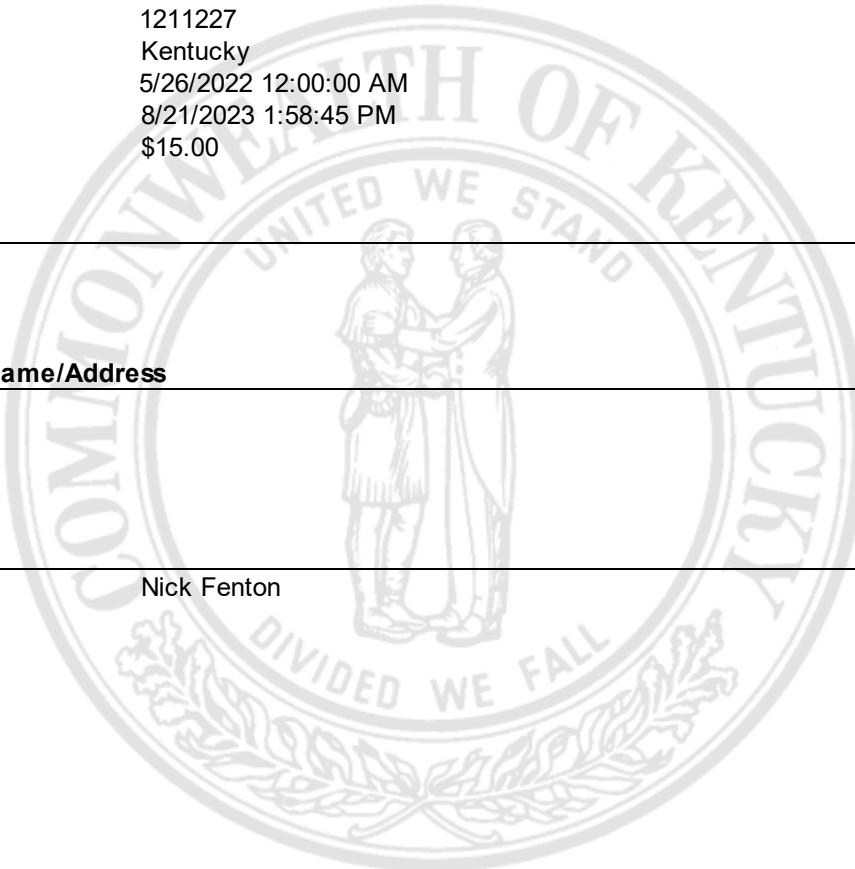 1211227
Kentucky
5/26/2022 12:00:00 AM
8/21/2023 1:58:45 PM
$15.00
COMMONWEALTH OF KENTUCKY
UNITED WE STAND
ame/Address
Nick Fenton
DIVIDED WE FALL